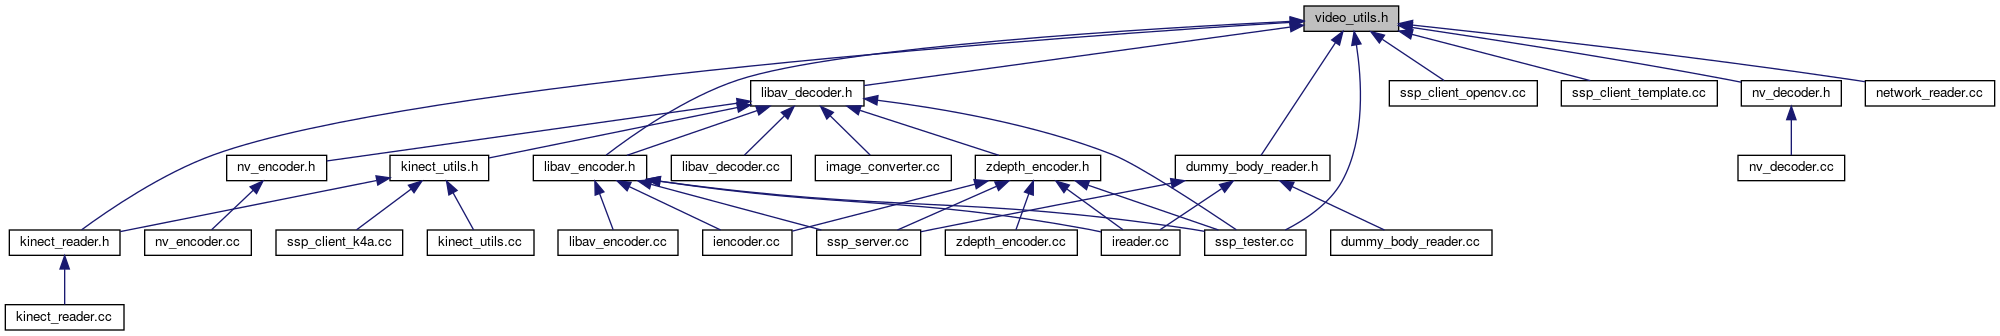 video_utils.h
libav_decoder.h
ssp_client_opencv.cc
ssp_client_template.cc
nv_decoder.h
network_reader.cc
nv_encoder.h
kinect_utils.h
libav_encoder.h
libav_decoder.cc
image_converter.cc
zdepth_encoder.h
dummy_body_reader.h
nv_decoder.cc
kinect_reader.h
nv_encoder.cc
ssp_client_k4a.cc
kinect_utils.cc
libav_encoder.cc
iencoder.cc
ssp_server.cc
zdepth_encoder.cc
ireader.cc
ssp_tester.cc
dummy_body_reader.cc
kinect_reader.cc